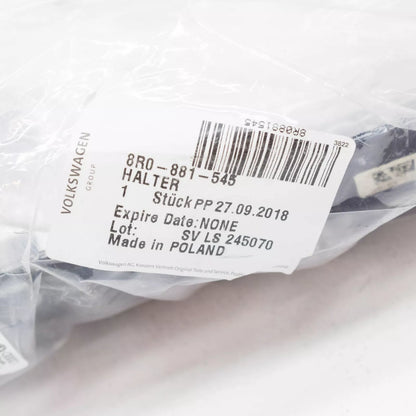 VOLKSWAGEN
GROUP
8R0881545
3622
8R0-881-545
HALTER
1 Stück PP 27.09.2018
Expire Date: NONE
Lot: SV LS 245070
Made in POLAND